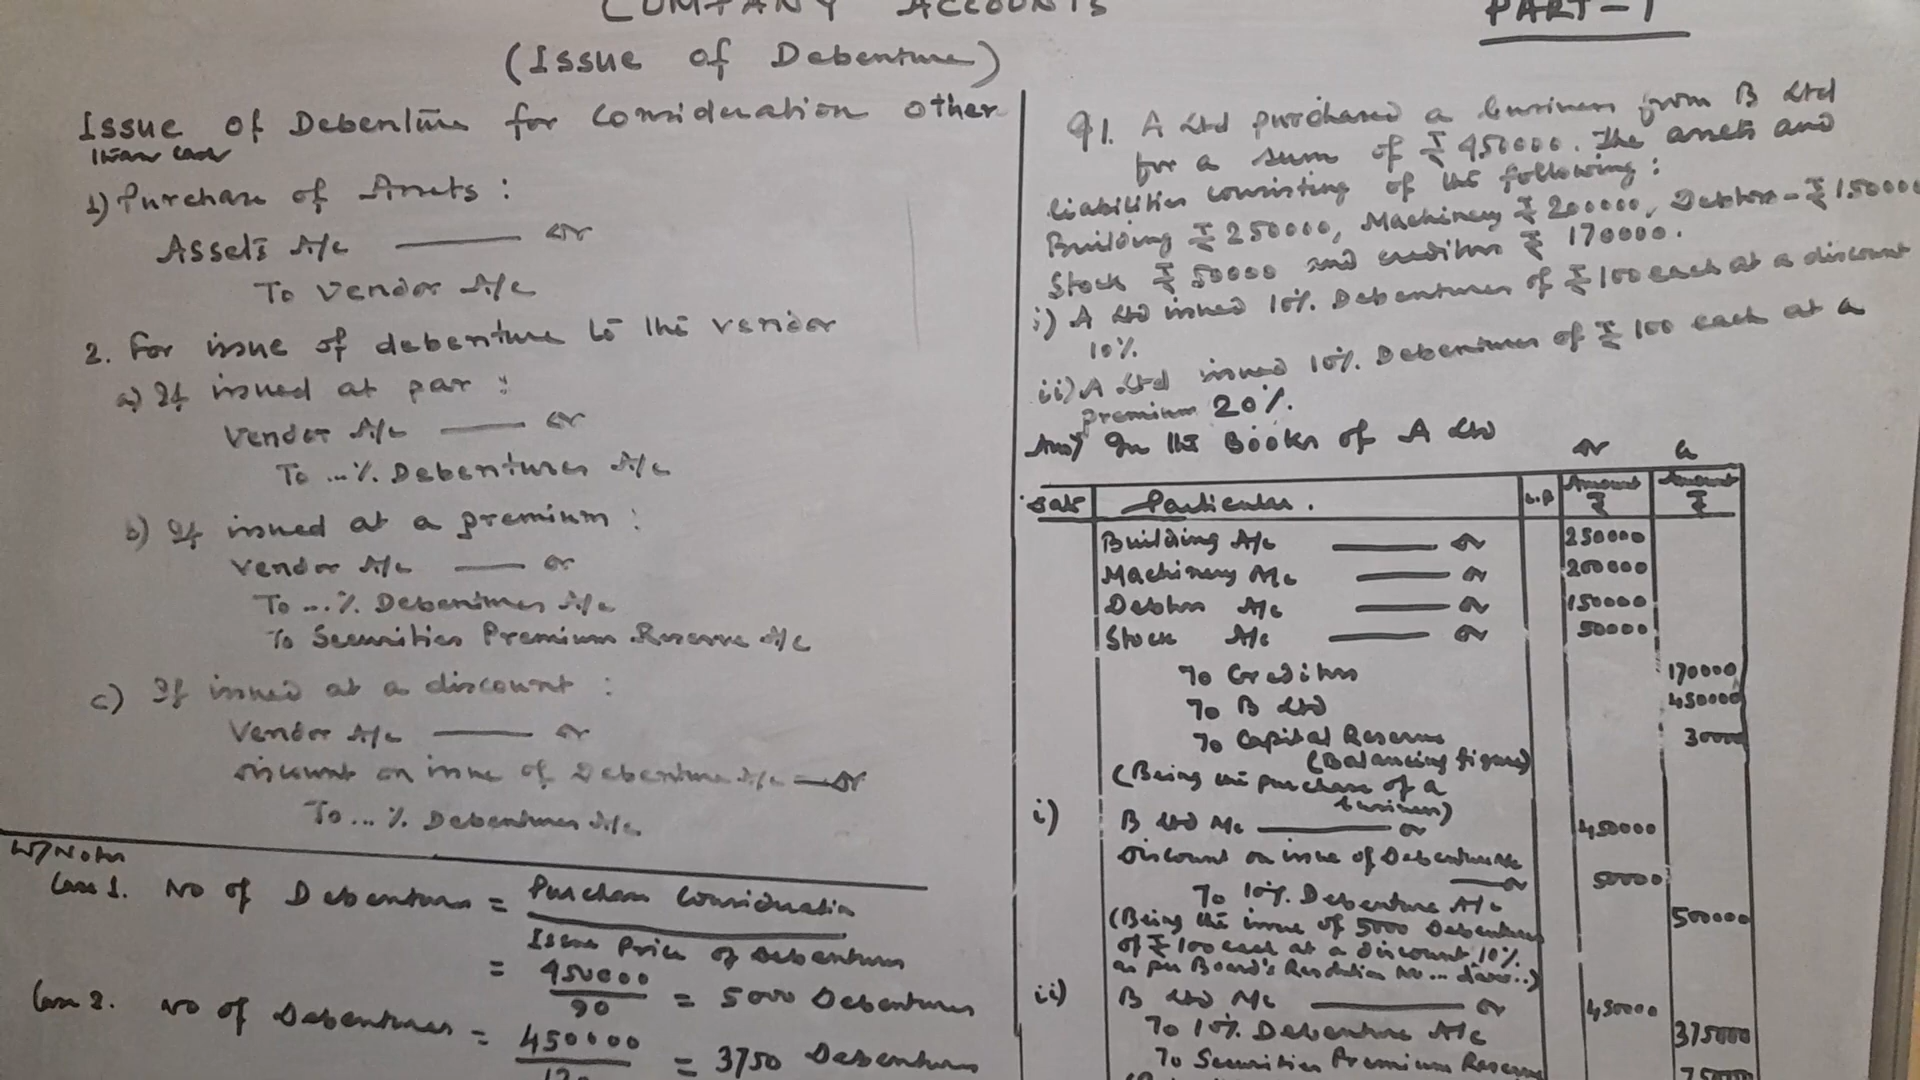 COMPANY ACCOUNTS
PART-1
(Issue of Debenture)
Issue of Debenture for Consideration other
than cash
1) Purchase of Assets :
Assets A/c ——— Dr
To Vendor A/c
2. For issue of debenture to the vendor
a) If issued at par :
Vendor A/c ——— Dr
To ...% Debentures A/c
b) If issued at a premium :
Vendor A/c ——— Dr
To ...% Debentures A/c
To Securities Premium Reserve A/c
c) If issued at a discount :
Vendor A/c ——— Dr
Discount on issue of Debenture A/c — Dr
To ...% Debentures A/c
W/Notes
Case 1. No of Debentures = Purchase Consideration
Issue Price of Debentures
= 450000
90 = 5000 Debentures
Case 2. No of Debentures = 450000
= 3750 Debentures
Q1. A Ltd purchased a business from B Ltd
for a sum of ₹ 450000. The assets and
liabilities consisting of the following :
Building ₹ 250000, Machinery ₹ 200000, Debtors - ₹ 150000
Stock ₹ 50000 and creditors ₹ 170000.
i) A Ltd issued 10% Debentures of ₹ 100 each at a discount
10%
ii) A Ltd issued 10% Debentures of ₹ 100 each at a
premium 20%.
Ans) In the Books of A Ltd Dr
Date Particulars. L.F Amount ₹ Amount ₹
Building A/c ——— Dr 250000
Machinery A/c ——— Dr 200000
Debtors A/c ——— Dr 150000
Stock A/c ——— Dr 50000
To Creditors 170000
To B Ltd 450000
To Capital Reserve 30000
(Balancing figure)
(Being the purchase of a
business)
i) B Ltd A/c ——— Dr 450000
Discount on issue of Debenture A/c
— Dr 50000
To 10% Debenture A/c 500000
(Being the issue of 5000 Debentures
of ₹ 100 each at a discount 10%
as per Board's Resolution No... date..)
ii) B Ltd A/c ——— Dr 450000
To 10% Debenture A/c 375000
To Securities Premium Reserve 75000